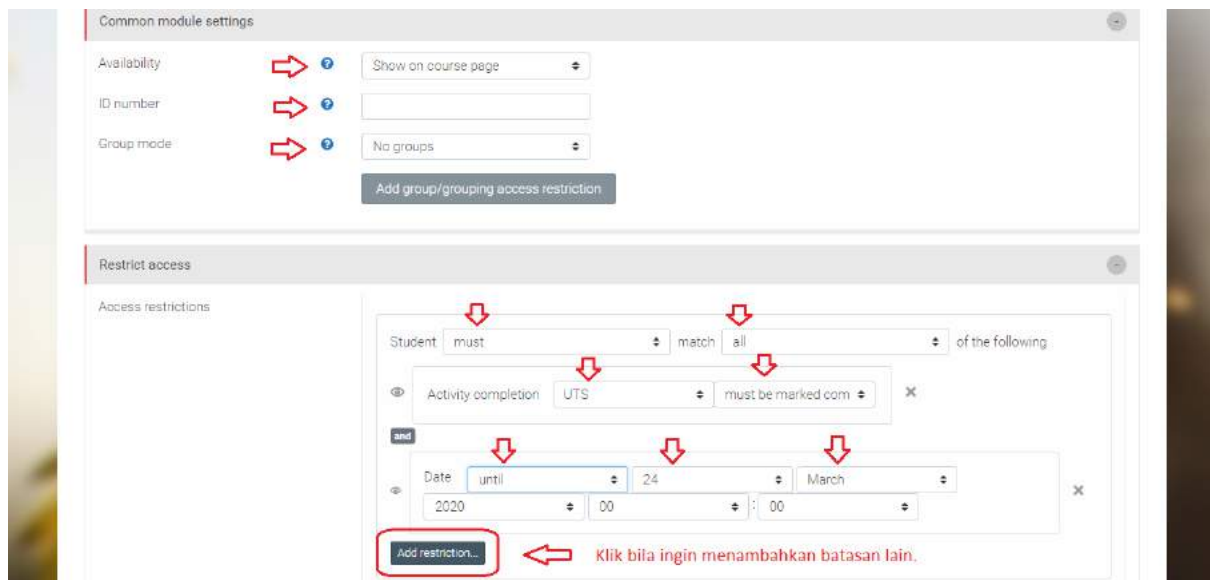 Common module settings
Availability Show on course page
ID number
Group mode No groups
Add group/grouping access restriction
Restrict access
Access restrictions
Student must match all of the following
Activity completion UTS must be marked com
and
Date until 24 March
2020 00 : 00
Add restriction... Klik bila ingin menambahkan batasan lain.